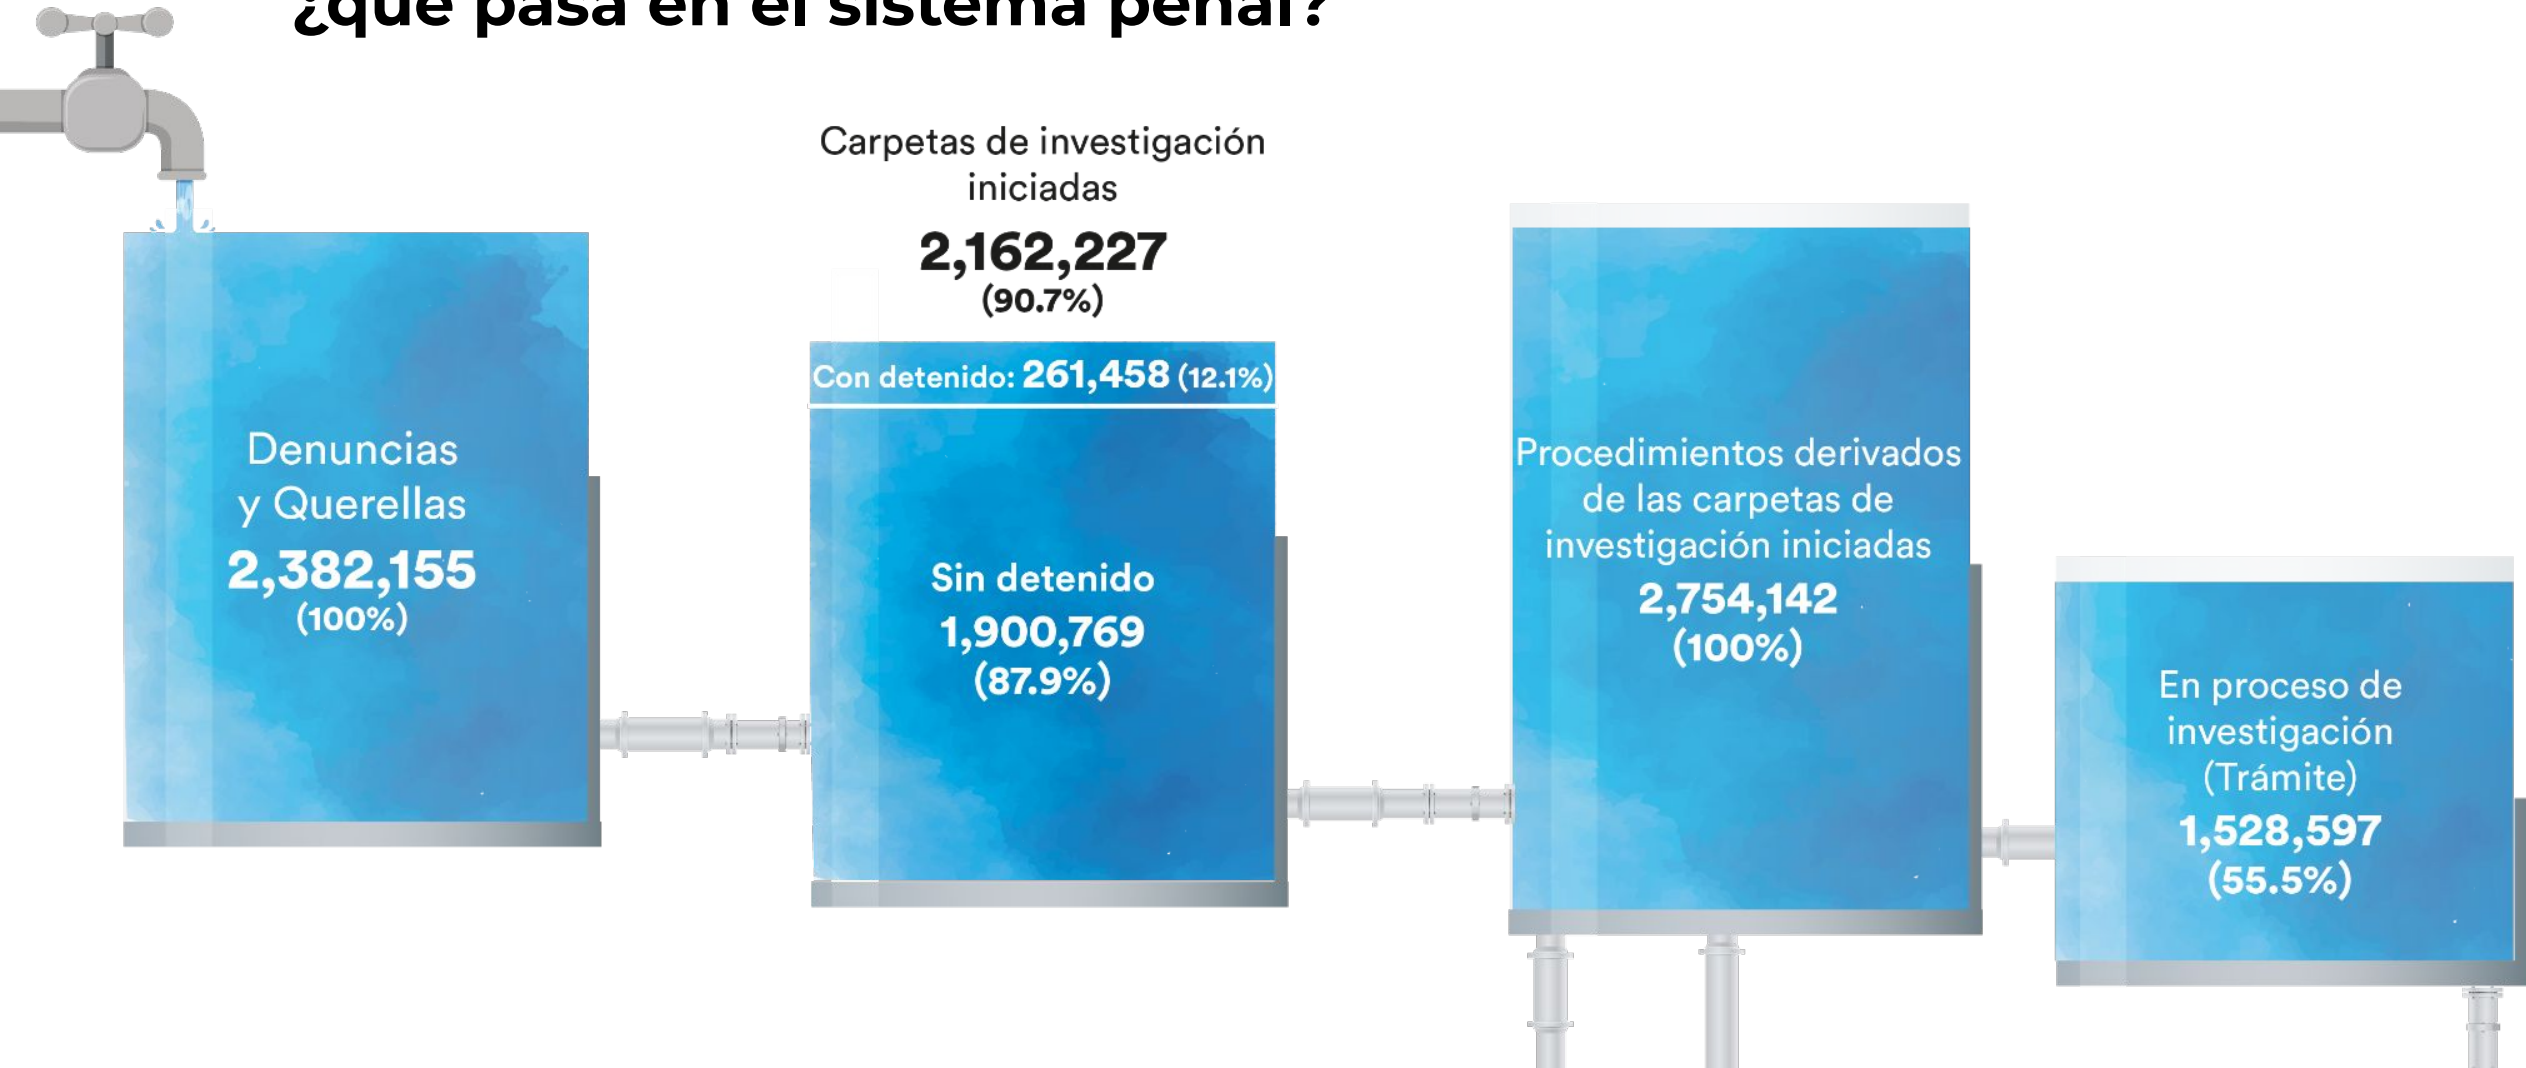 ¿qué pasa en el sistema penal?
Carpetas de investigación
iniciadas
2,162,227
(90.7%)
Con detenido: 261,458 (12.1%)
Sin detenido
1,900,769
(87.9%)
Denuncias
y Querellas
2,382,155
(100%)
Procedimientos derivados
de las carpetas de
investigación iniciadas
2,754,142
(100%)
En proceso de
investigación
(Trámite)
1,528,597
(55.5%)